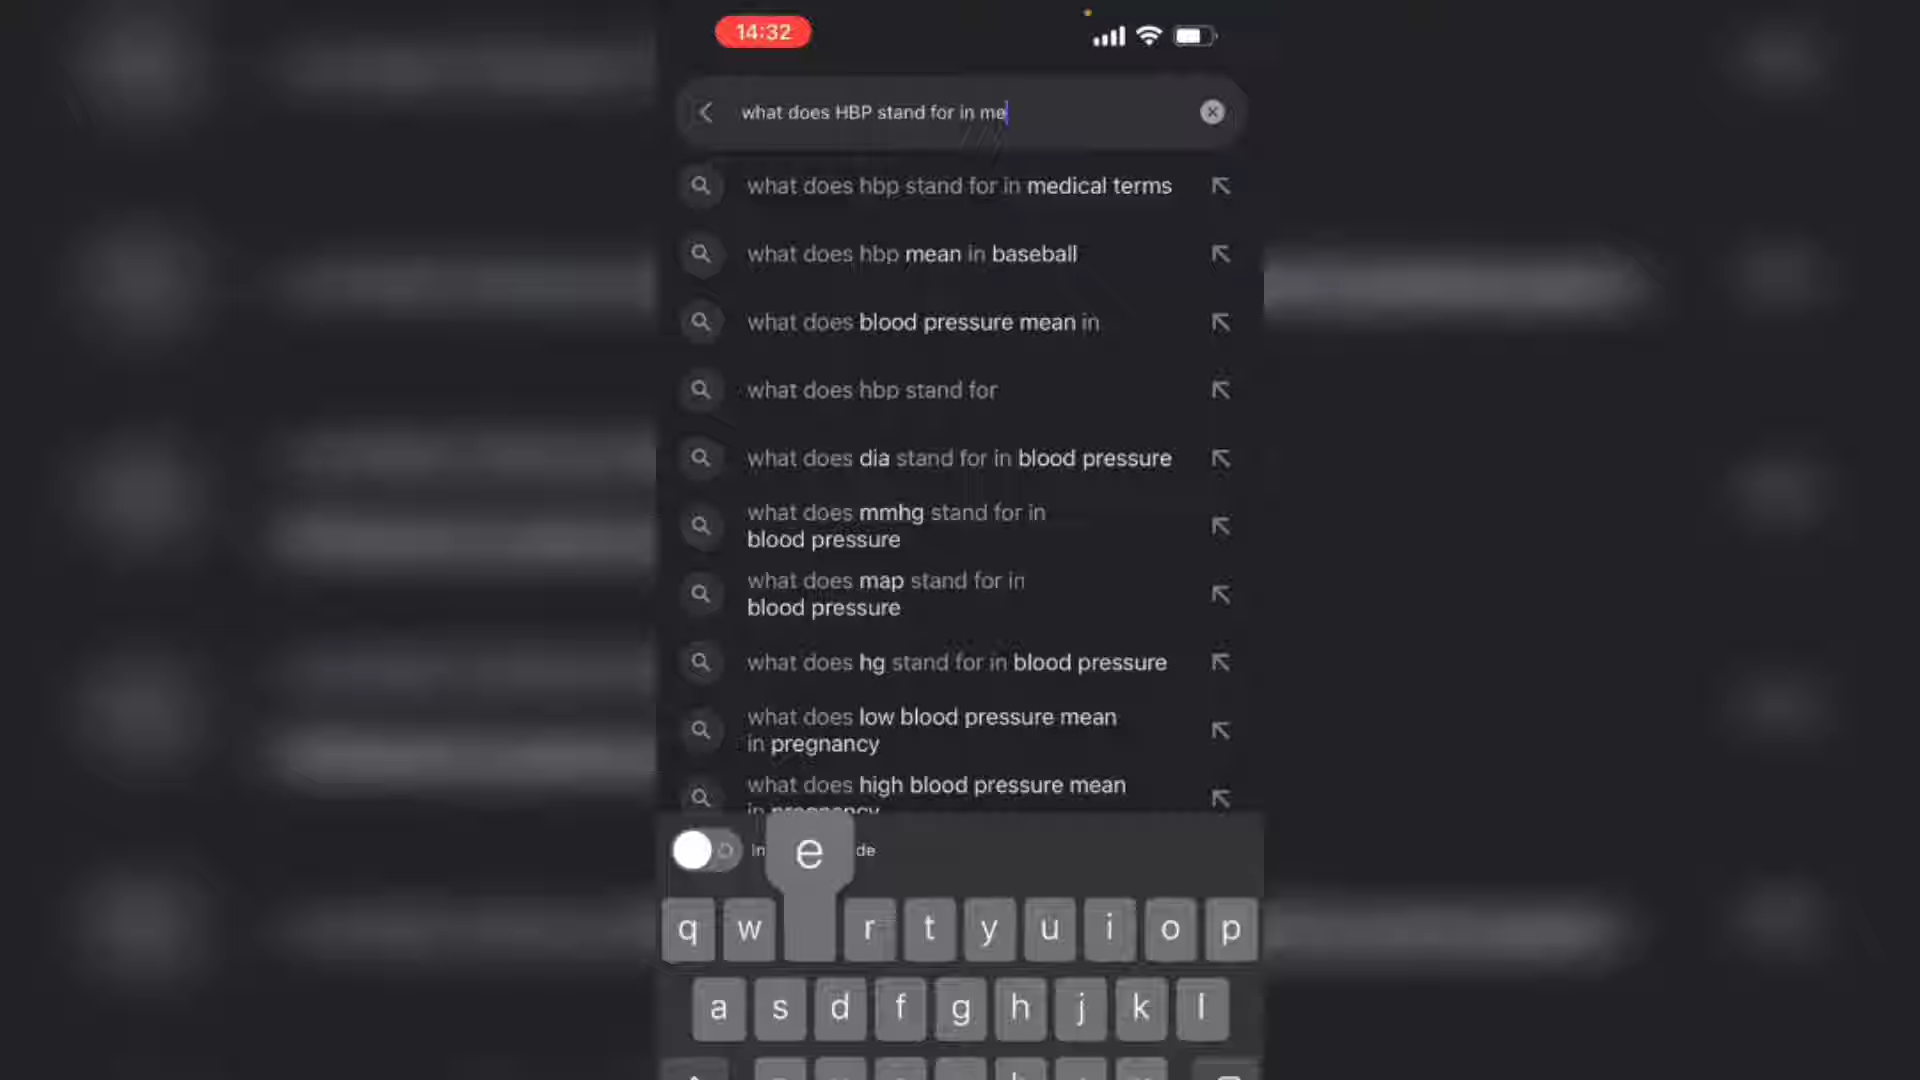 14:32
what does HBP stand for in me
what does hbp stand for in medical terms
what does hbp mean in baseball
what does blood pressure mean in
what does hbp stand for
what does dia stand for in blood pressure
what does mmhg stand for in
blood pressure
what does map stand for in
blood pressure
what does hg stand for in blood pressure
what does low blood pressure mean
in pregnancy
what does high blood pressure mean
in pregnancy
In de
e
q w r t y u i o p
a s d f g h j k l